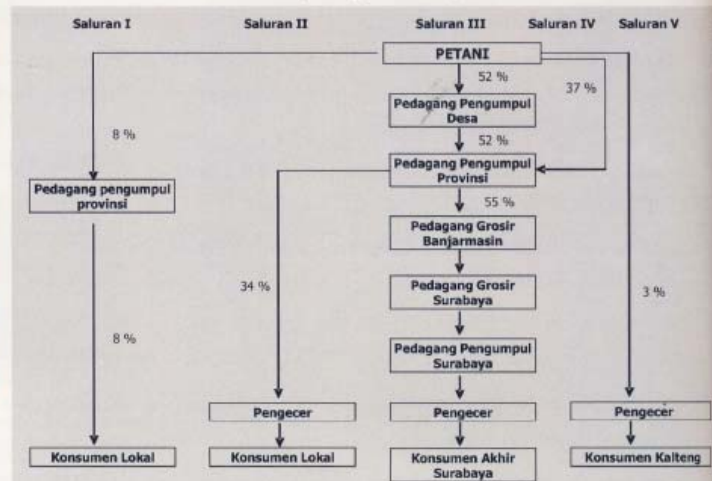 Saluran I
Saluran II
Saluran III
Saluran IV
Saluran V
PETANI
52 %
37 %
Pedagang Pengumpul
Desa
8 %
52 %
Pedagang pengumpul
provinsi
Pedagang Pengumpul
Provinsi
55 %
Pedagang Grosir
Banjarmasin
34 %
Pedagang Grosir
Surabaya
3 %
8 %
Pedagang Pengumpul
Surabaya
Pengecer
Pengecer
Pengecer
Konsumen Lokal
Konsumen Lokal
Konsumen Akhir
Surabaya
Konsumen Kalteng